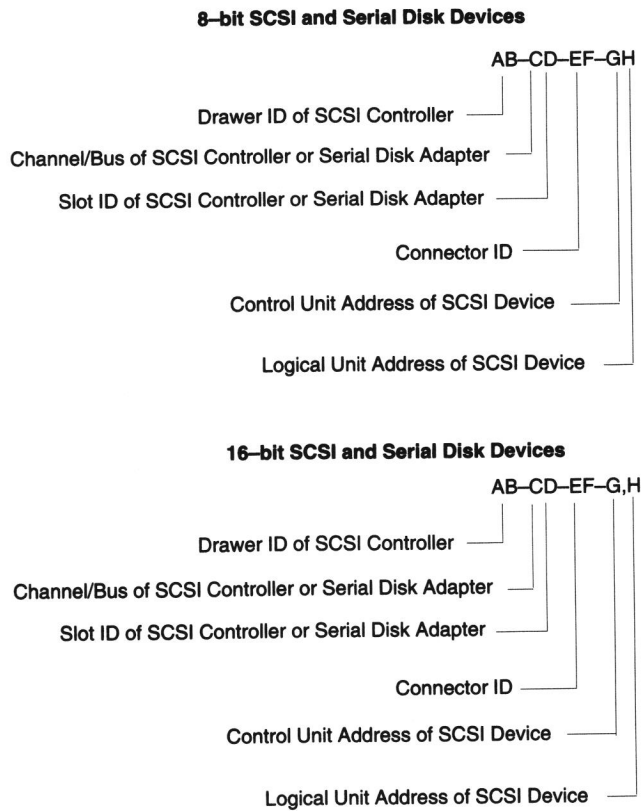 8–bit SCSI and Serial Disk Devices
AB–CD–EF–GH
Drawer ID of SCSI Controller
Channel/Bus of SCSI Controller or Serial Disk Adapter
Slot ID of SCSI Controller or Serial Disk Adapter
Connector ID
Control Unit Address of SCSI Device
Logical Unit Address of SCSI Device
16–bit SCSI and Serial Disk Devices
AB–CD–EF–G,H
Drawer ID of SCSI Controller
Channel/Bus of SCSI Controller or Serial Disk Adapter
Slot ID of SCSI Controller or Serial Disk Adapter
Connector ID
Control Unit Address of SCSI Device
Logical Unit Address of SCSI Device